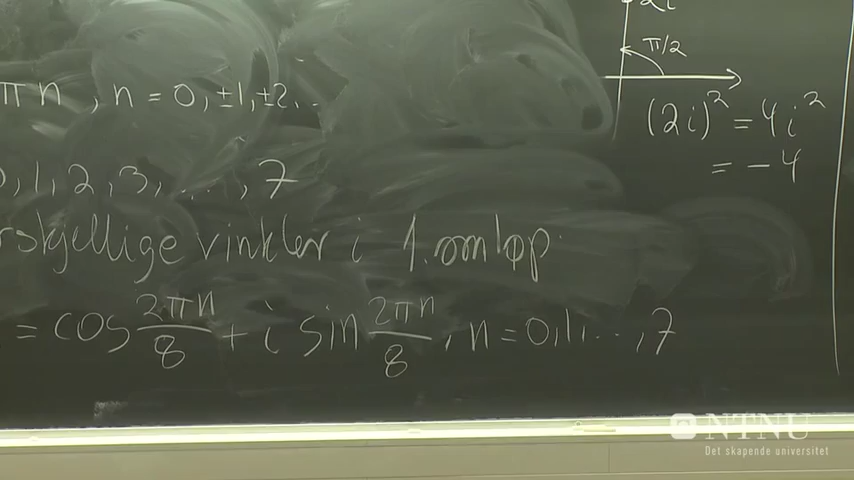 πn, n = 0, ±1, ±2..
, 1, 2, 3, ..., 7
rskjellige vinkler i 1. omløp.
= cos 2πn/8 + i sin 2πn/8, n = 0, 1, ..., 7
2i
π/2
(2i)² = 4i²
= -4
NTNU
Det skapende universitet